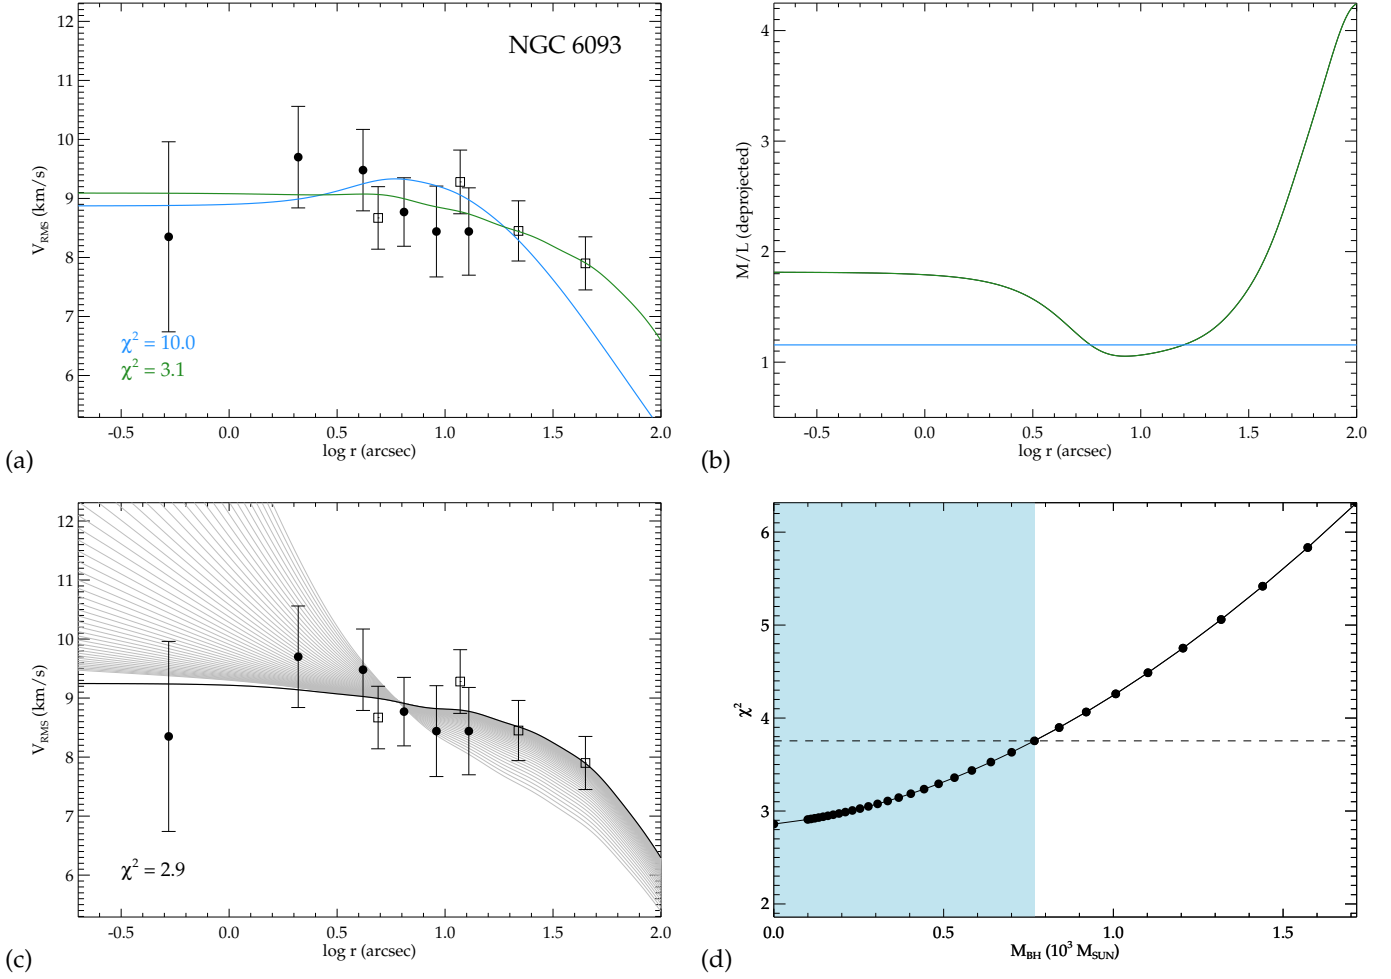 NGC 6093
12
11
10
9
8
7
6
V_RMS (km/s)
χ² = 10.0
χ² = 3.1
-0.5 0.0 0.5 1.0 1.5 2.0
log r (arcsec)
(a)
4
3
2
1
M/L (deprojected)
-0.5 0.0 0.5 1.0 1.5 2.0
log r (arcsec)
(b)
12
11
10
9
8
7
6
V_RMS (km/s)
χ² = 2.9
-0.5 0.0 0.5 1.0 1.5 2.0
log r (arcsec)
(c)
6
5
4
3
2
χ²
0.0 0.5 1.0 1.5
M_BH (10³ M_SUN)
(d)